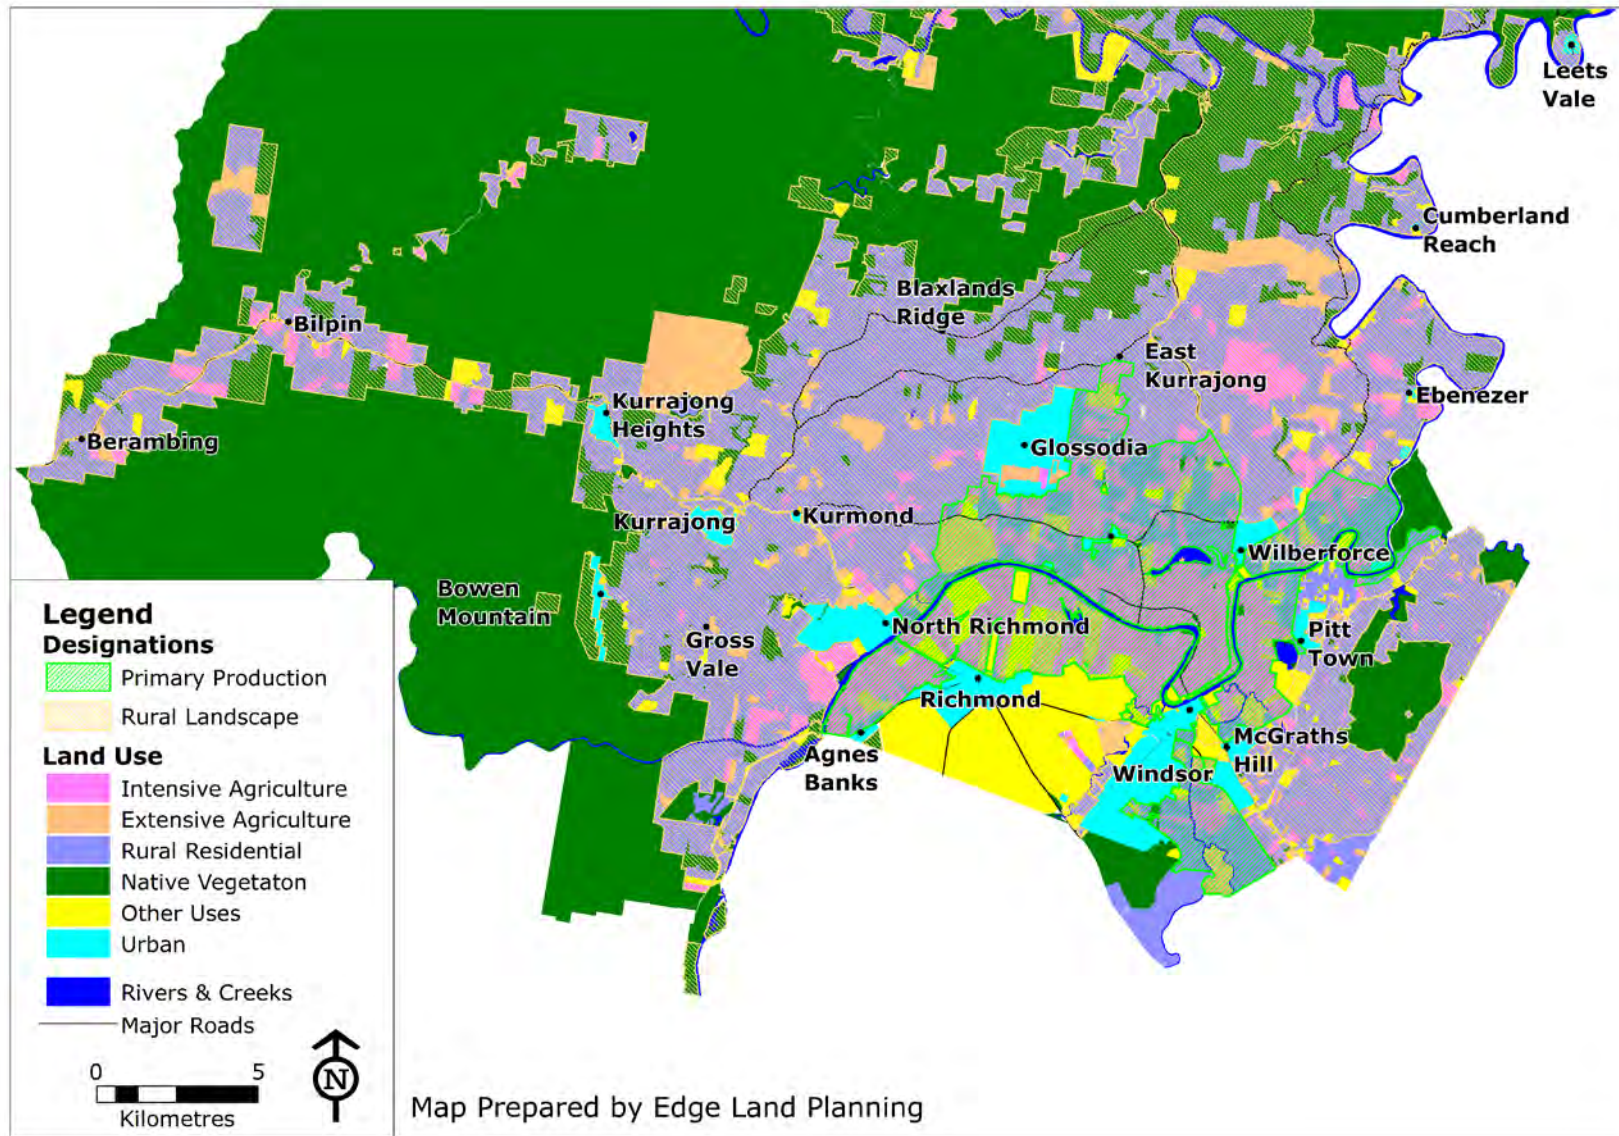 Leets
Vale
Cumberland
Reach
Blaxlands
Ridge
Bilpin
East
Kurrajong
Kurrajong
Heights
Ebenezer
Berambing
Glossodia
Kurrajong
Kurmond
Wilberforce
Bowen
Mountain
North Richmond
Gross
Vale
Pitt
Town
Richmond
Agnes
Banks
McGraths
Hill
Windsor
Legend
Designations
Primary Production
Rural Landscape
Land Use
Intensive Agriculture
Extensive Agriculture
Rural Residential
Native Vegetaton
Other Uses
Urban
Rivers & Creeks
Major Roads
0 5
Kilometres
N
Map Prepared by Edge Land Planning